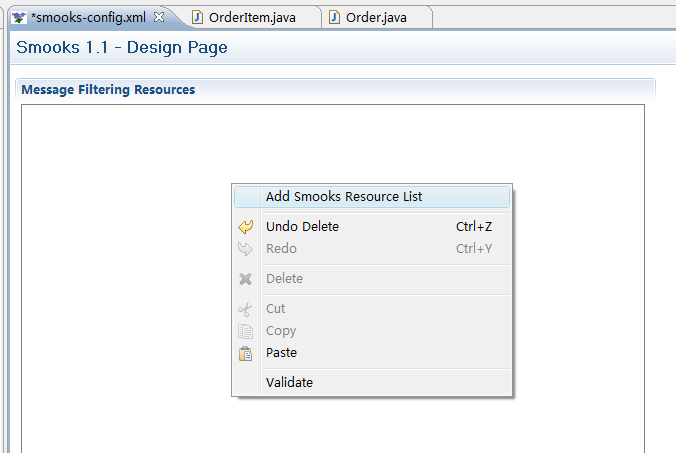 *smooks-config.xml OrderItem.java Order.java
Smooks 1.1 - Design Page
Message Filtering Resources
Add Smooks Resource List
Undo Delete Ctrl+Z
Redo Ctrl+Y
Delete
Cut
Copy
Paste
Validate